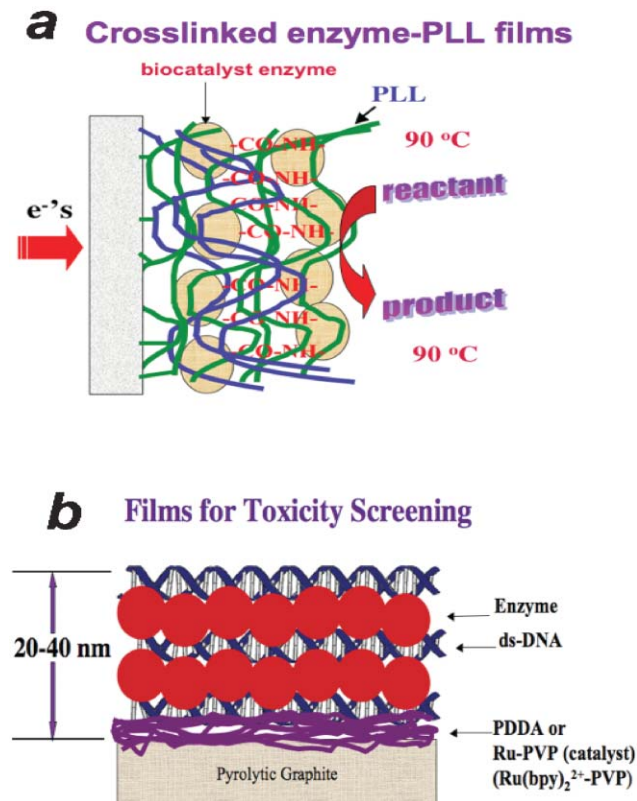 a Crosslinked enzyme-PLL films
biocatalyst enzyme
PLL
-CO-NH-
90 °C
-CO-NH-
reactant
CO-NH-
e-'s
-CO-NH-
-CO-NH-
product
-CO-NH-
-CO-NH-
90 °C
b Films for Toxicity Screening
Enzyme
20-40 nm
ds-DNA
PDDA or
Ru-PVP (catalyst)
(Ru(bpy)₂²⁺-PVP)
Pyrolytic Graphite